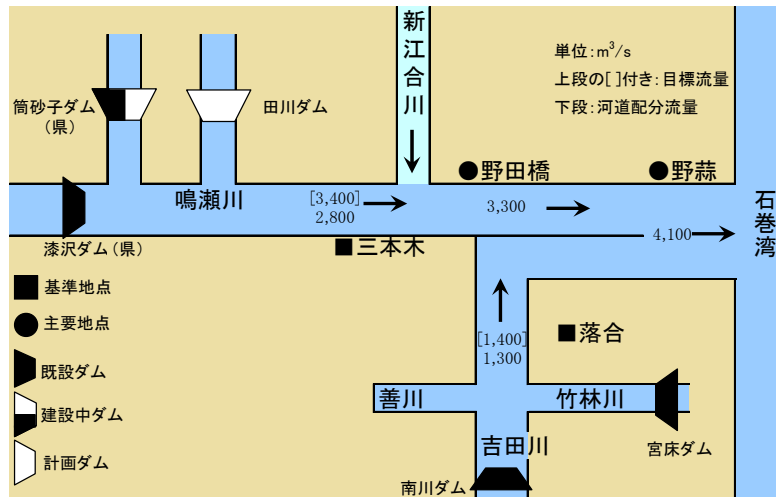 新江合川
単位:m³/s
上段の[ ]付き:目標流量
下段:河道配分流量
筒砂子ダム
(県)
田川ダム
野田橋
野蒜
鳴瀬川
[3,400]
2,800
3,300
石巻湾
4,100
漆沢ダム(県)
三本木
基準地点
主要地点
既設ダム
建設中ダム
計画ダム
[1,400]
1,300
落合
善川
竹林川
吉田川
宮床ダム
南川ダム